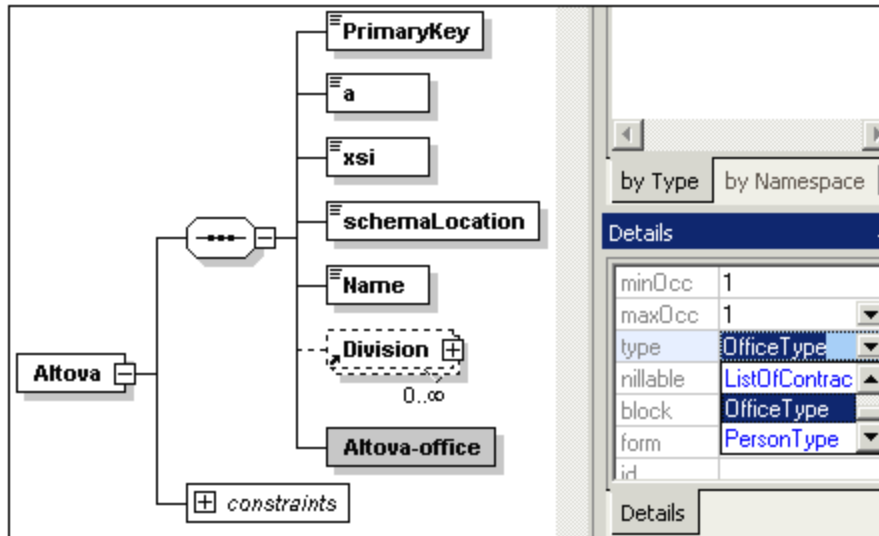 PrimaryKey
a
xsi
schemaLocation
Name
Division
0..∞
Altova
Altova-office
constraints
by Type
by Namespace
Details
minOcc 1
maxOcc 1
type OfficeType
nillable ListOfContrac
block OfficeType
form PersonType
id
Details